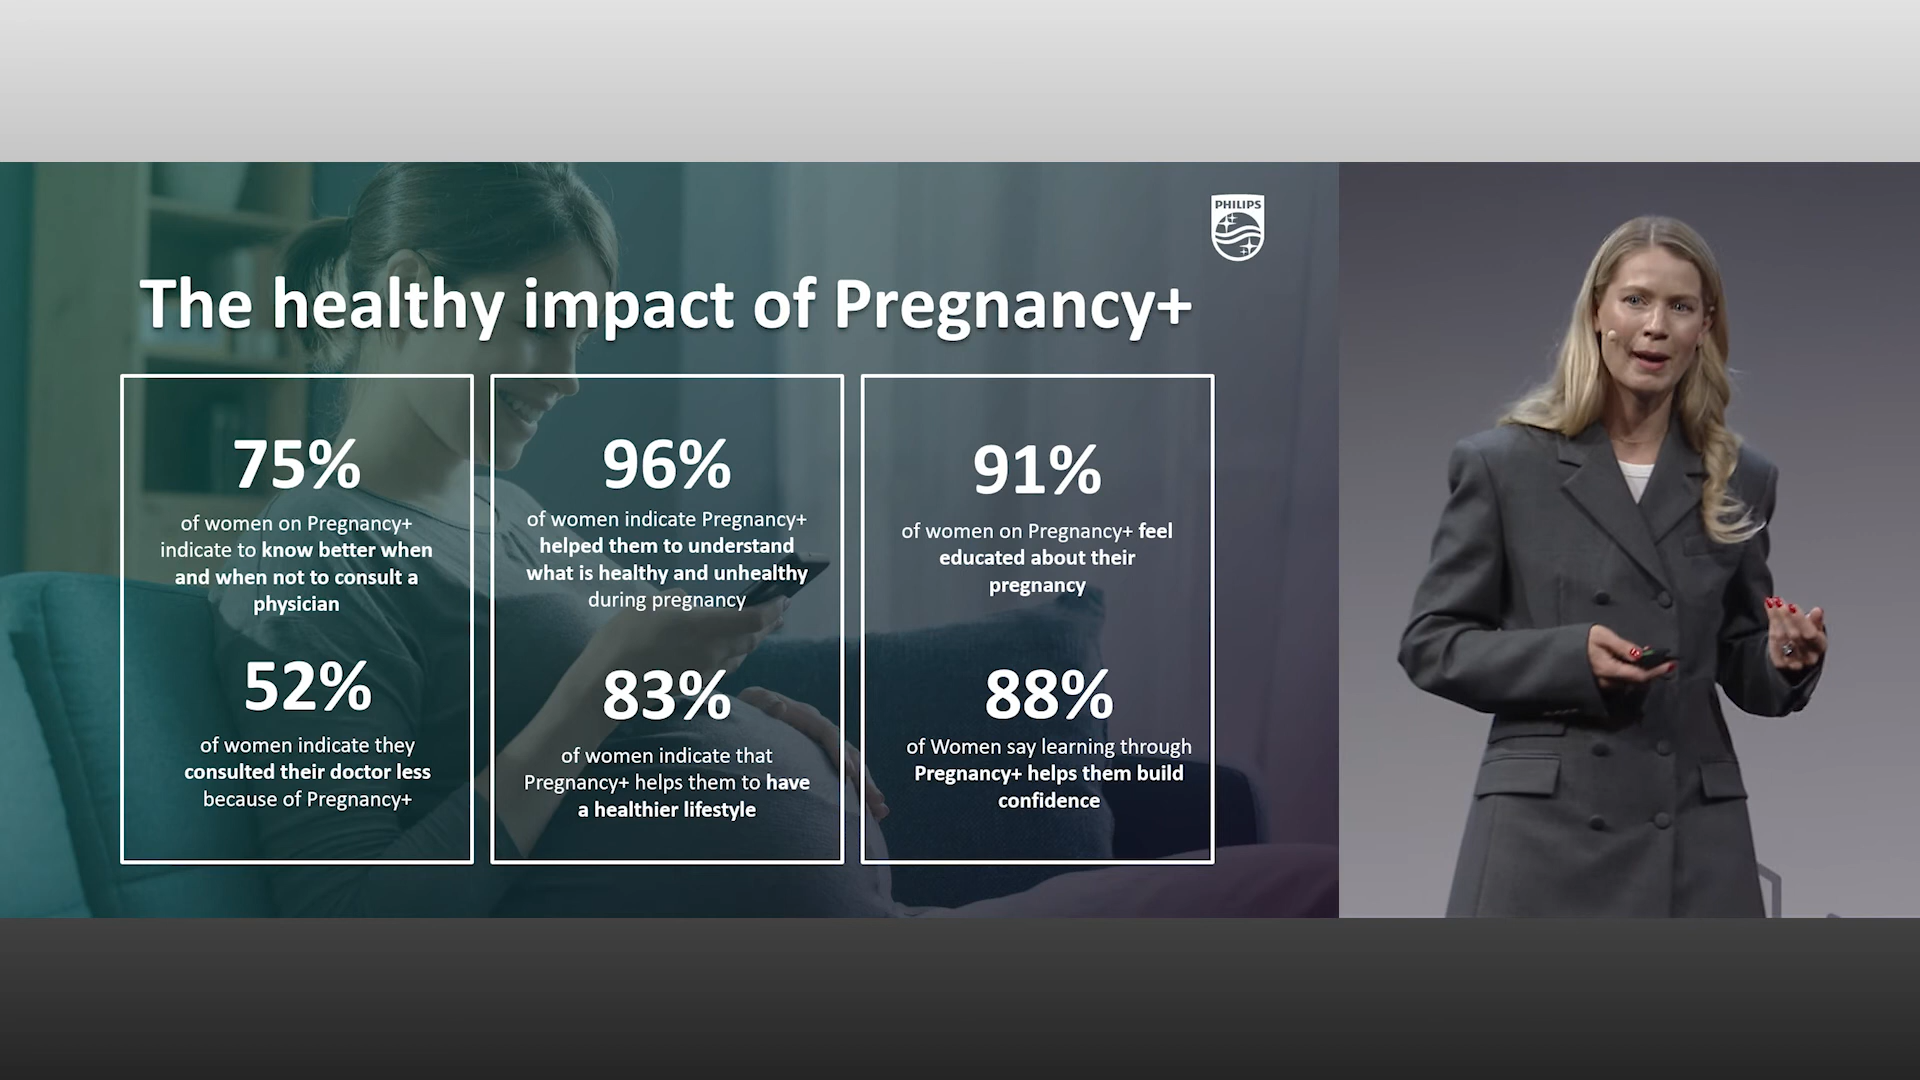 PHILIPS
The healthy impact of Pregnancy+
75%
of women on Pregnancy+
indicate to know better when
and when not to consult a
physician
52%
of women indicate they
consulted their doctor less
because of Pregnancy+
96%
of women indicate Pregnancy+
helped them to understand
what is healthy and unhealthy
during pregnancy
83%
of women indicate that
Pregnancy+ helps them to have
a healthier lifestyle
91%
of women on Pregnancy+ feel
educated about their
pregnancy
88%
of Women say learning through
Pregnancy+ helps them build
confidence